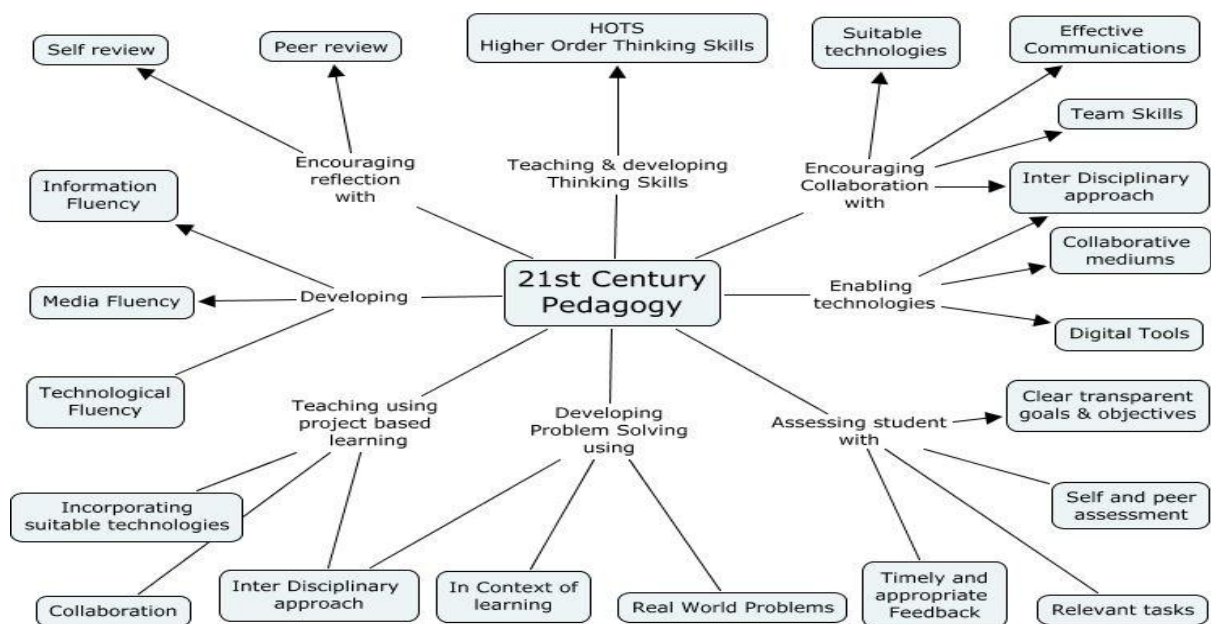 HOTS
Higher Order Thinking Skills
Self review
Peer review
Suitable
technologies
Effective
Communications
Team Skills
Encouraging
reflection
with
Teaching & developing
Thinking Skills
Encouraging
Collaboration
with
Information
Fluency
Inter Disciplinary
approach
Collaborative
mediums
Media Fluency
Developing
21st Century
Pedagogy
Enabling
technologies
Digital Tools
Technological
Fluency
Teaching using
project based
learning
Developing
Problem Solving
using
Assessing student
with
Clear transparent
goals & objectives
Incorporating
suitable technologies
Self and peer
assessment
Collaboration
Inter Disciplinary
approach
In Context of
learning
Real World Problems
Timely and
appropriate
Feedback
Relevant tasks